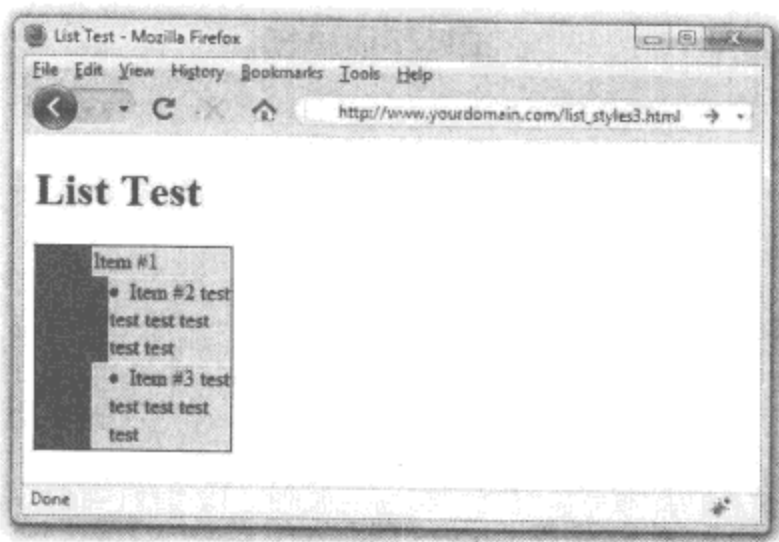 List Test - Mozilla Firefox
File Edit View History Bookmarks Tools Help
http://www.yourdomain.com/list_styles3.html
List Test
Item #1
• Item #2 test
test test test
test test
• Item #3 test
test test test
test
Done